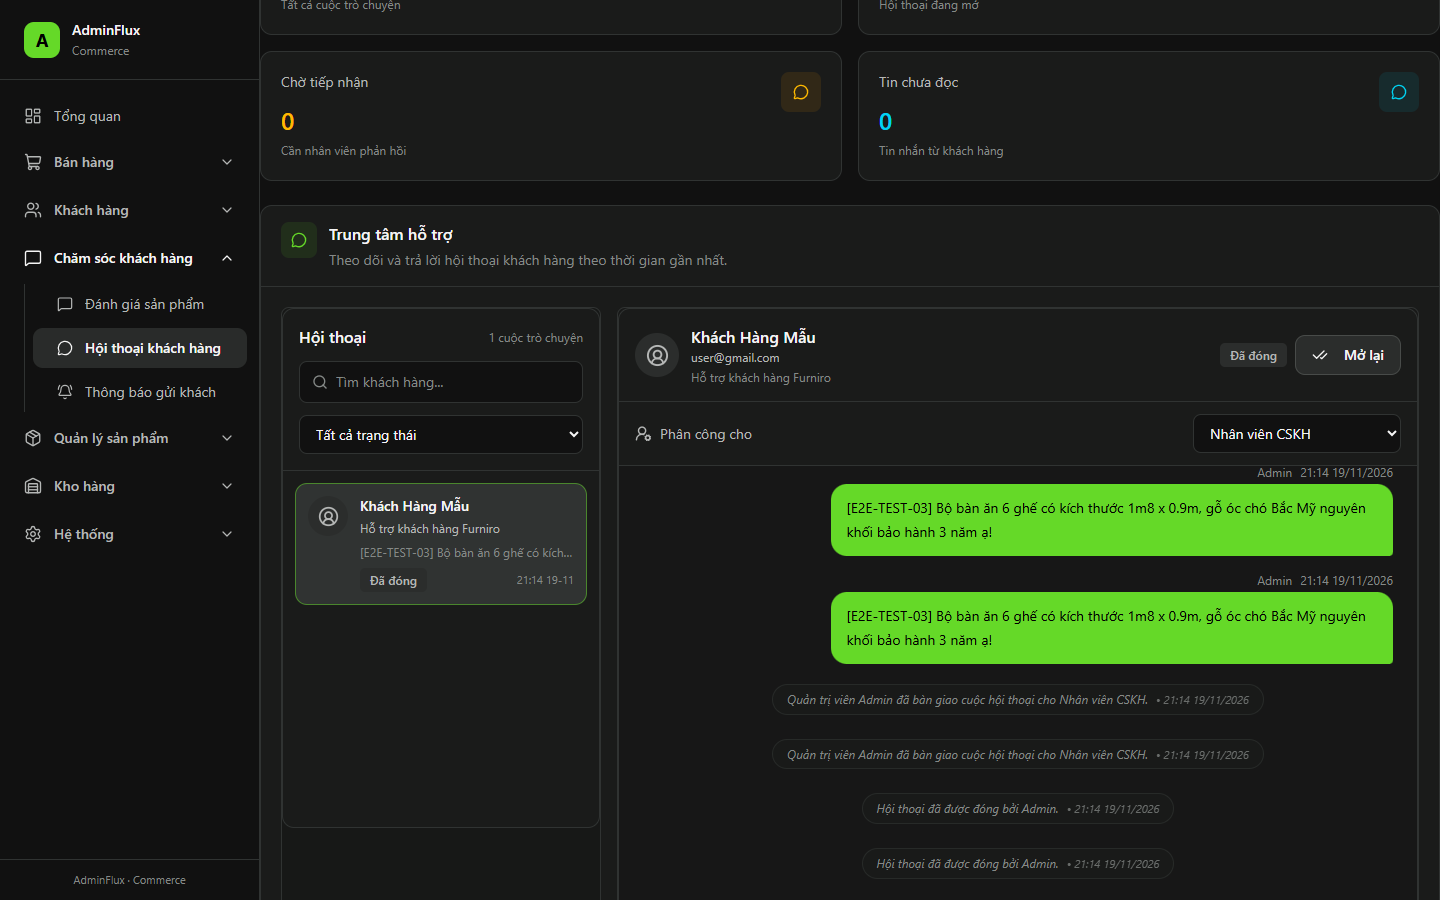 A
AdminFlux
Commerce
Tổng quan
Bán hàng
Khách hàng
Chăm sóc khách hàng
Đánh giá sản phẩm
Hội thoại khách hàng
Thông báo gửi khách
Quản lý sản phẩm
Kho hàng
Hệ thống
AdminFlux · Commerce
Tất cả cuộc trò chuyện
Hội thoại đang mở
Chờ tiếp nhận
0
Cần nhân viên phản hồi
Tin chưa đọc
0
Tin nhắn từ khách hàng
Trung tâm hỗ trợ
Theo dõi và trả lời hội thoại khách hàng theo thời gian gần nhất.
Hội thoại
1 cuộc trò chuyện
Tìm khách hàng...
Tất cả trạng thái
Khách Hàng Mẫu
Hỗ trợ khách hàng Furniro
[E2E-TEST-03] Bộ bàn ăn 6 ghế có kích...
Đã đóng
21:14 19-11
Khách Hàng Mẫu
user@gmail.com
Hỗ trợ khách hàng Furniro
Đã đóng
Mở lại
Phân công cho
Nhân viên CSKH
Admin 21:14 19/11/2026
[E2E-TEST-03] Bộ bàn ăn 6 ghế có kích thước 1m8 x 0.9m, gỗ óc chó Bắc Mỹ nguyên
khối bảo hành 3 năm ạ!
Admin 21:14 19/11/2026
[E2E-TEST-03] Bộ bàn ăn 6 ghế có kích thước 1m8 x 0.9m, gỗ óc chó Bắc Mỹ nguyên
khối bảo hành 3 năm ạ!
Quản trị viên Admin đã bàn giao cuộc hội thoại cho Nhân viên CSKH. • 21:14 19/11/2026
Quản trị viên Admin đã bàn giao cuộc hội thoại cho Nhân viên CSKH. • 21:14 19/11/2026
Hội thoại đã được đóng bởi Admin. • 21:14 19/11/2026
Hội thoại đã được đóng bởi Admin. • 21:14 19/11/2026